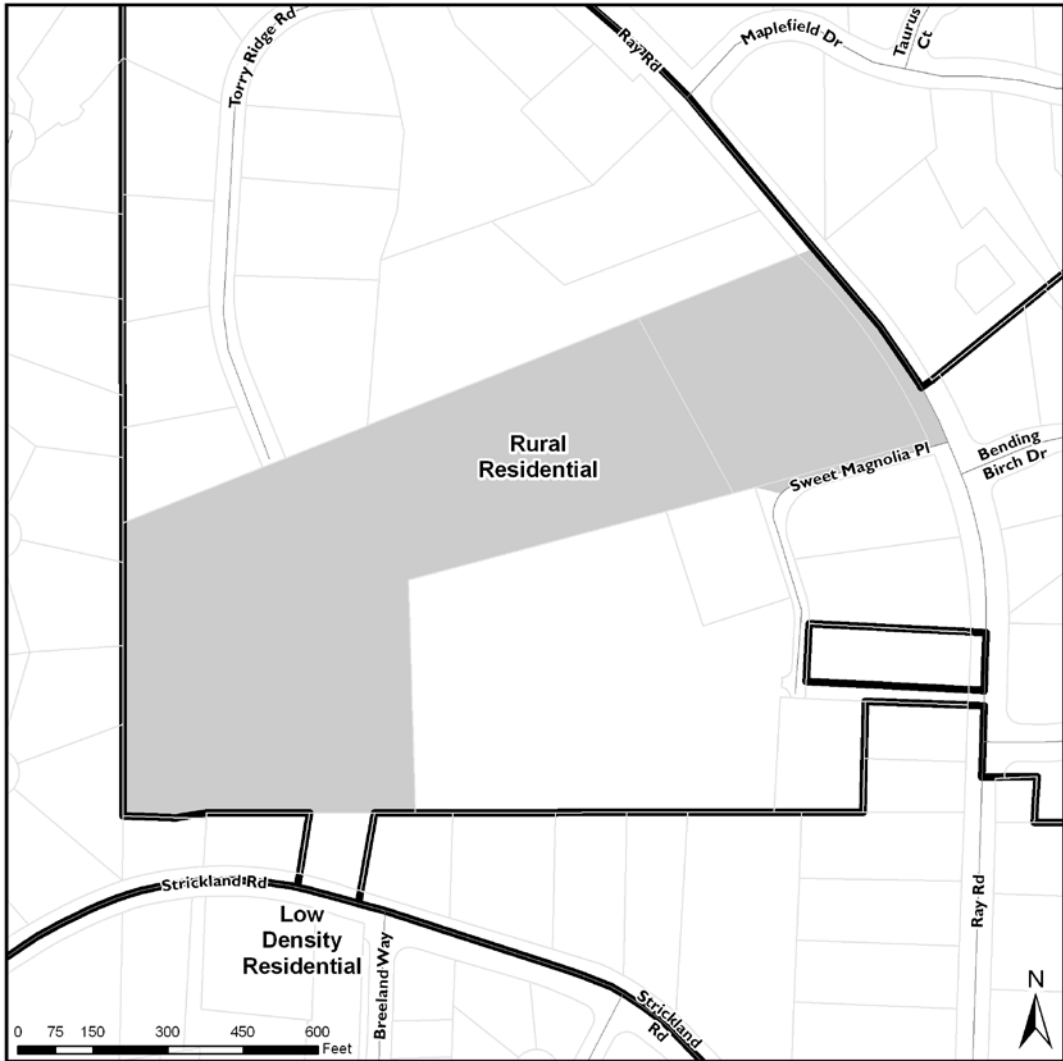 Torry Ridge Rd
Ray Rd
Maplefield Dr
Taurus
Ct
Rural
Residential
Bending
Birch Dr
Sweet Magnolia Pl
Strickland Rd
Low
Density
Residential
Breeland Way
Strickland
Rd
Ray Rd
N
0 75 150 300 450 600
Feet